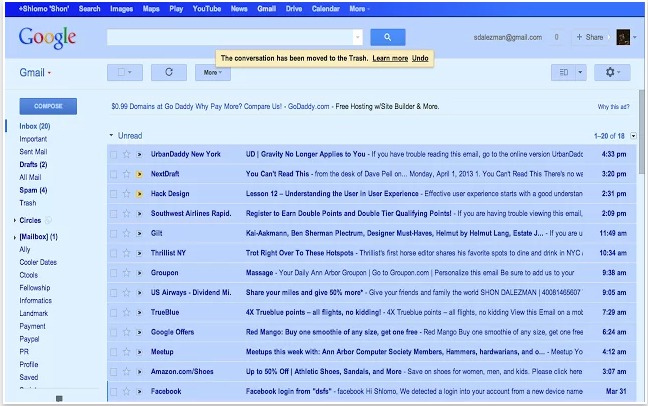 +Shlomo 'Shon' Search Images Maps Play YouTube News Gmail Drive Calendar More
Google
sdalezman@gmail.com 0 + Share
The conversation has been moved to the Trash. Learn more Undo
Gmail More
COMPOSE
$0.99 Domains at Go Daddy Why Pay More? Compare Us! - GoDaddy.com - Free Hosting w/Site Builder & More. Why this ad?
Inbox (20)
Important
Sent Mail
Drafts (2)
All Mail
Spam (4)
Trash
Circles
[Mailbox] (1)
Ally
Cooler Dates
Ctools
Fellowship
Informatics
Landmark
Payment
Paypal
PR
Profile
Saved
Unread 1–20 of 18
UrbanDaddy New York UD | Gravity No Longer Applies to You - If you have trouble reading this email, go to the online version UrbanDadd 4:33 pm
NextDraft You Can't Read This - from the desk of Dave Pell on... Monday, April 1, 2013 1. You Can't Read This There's no wa 3:20 pm
Hack Design Lesson 12 – Understanding the User in User Experience - Effective user experience starts with a good understand 2:31 pm
Southwest Airlines Rapid. Register to Earn Double Points and Double Tier Qualifying Points! - If you are having trouble viewing this email, 2:09 pm
Gilt Kai-Aakmann, Ben Sherman Plectrum, Designer Must-Haves, Helmut by Helmut Lang, Estate J... - If you are u 11:49 am
Thrillist NY Trot Right Over To These Hotspots - Thrillist's first horse editor shares his favorite spots to dine and drink in NYC 10:34 am
Groupon Massage - Your Daily Ann Arbor Groupon | Go to Groupon.com | Personalize this email Be sure to add us to your 9:38 am
US Airways - Dividend Mi. Share your miles and give 50% more* - Give your friends and family the world SHON DALEZMAN | 40081465607 9:05 am
TrueBlue 4X Trueblue points – all flights, no kidding! - 4X Trueblue points – all flights, no kidding View this Email on a mob 7:29 am
Google Offers Red Mango: Buy one smoothie of any size, get one free - Redmango: Buy one smoothie of any size, get one free 6:24 am
Meetup Meetups this week with: Ann Arbor Computer Society Members, Hammers, hardwarians, and o... - Meetup Yo 4:12 am
Amazon.com/Shoes Up to 50% Off | Athletic Shoes, Sandals, and More - Save on shoes for women, men, and kids. Please click here 3:07 am
Facebook Facebook login from "dsfs" - facebook Hi Shlomo, We detected a login into your account from a new device name Mar 31